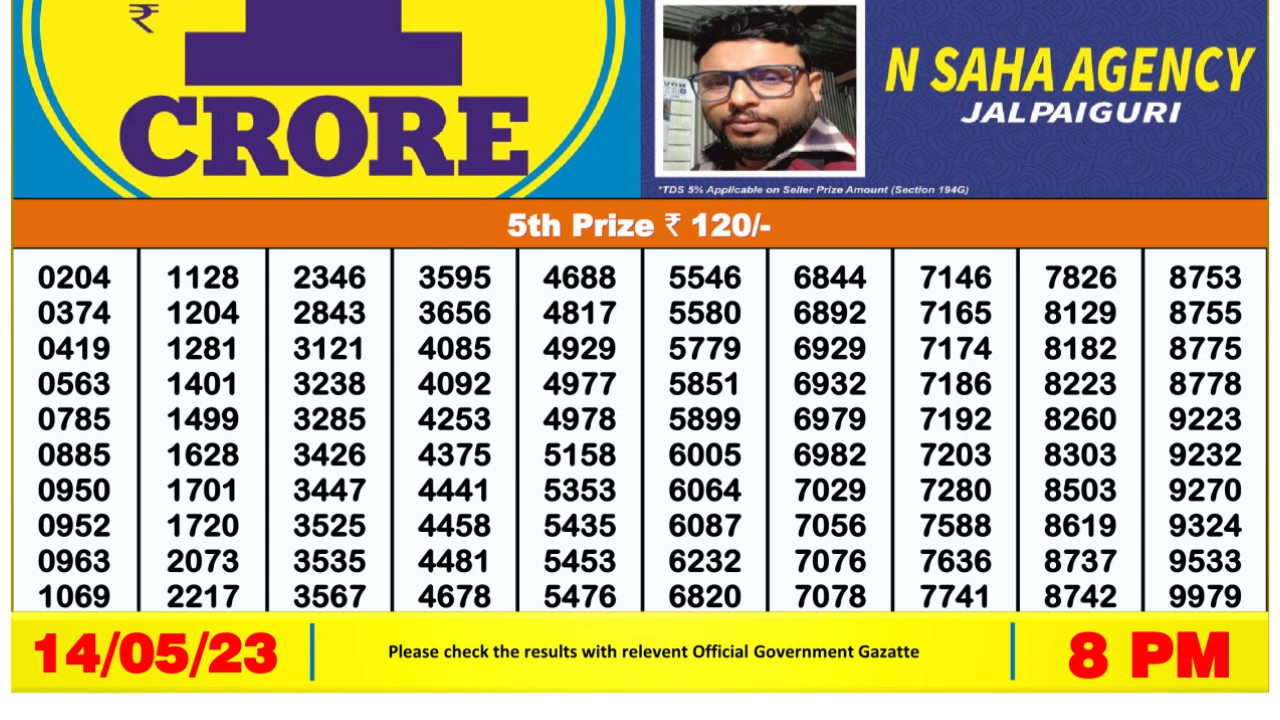 ₹ 1
CRORE
N SAHA AGENCY
JALPAIGURI
*TDS 5% Applicable on Seller Prize Amount (Section 194G)
5th Prize ₹ 120/-
0204 1128 2346 3595 4688 5546 6844 7146 7826 8753
0374 1204 2843 3656 4817 5580 6892 7165 8129 8755
0419 1281 3121 4085 4929 5779 6929 7174 8182 8775
0563 1401 3238 4092 4977 5851 6932 7186 8223 8778
0785 1499 3285 4253 4978 5899 6979 7192 8260 9223
0885 1628 3426 4375 5158 6005 6982 7203 8303 9232
0950 1701 3447 4441 5353 6064 7029 7280 8503 9270
0952 1720 3525 4458 5435 6087 7056 7588 8619 9324
0963 2073 3535 4481 5453 6232 7076 7636 8737 9533
1069 2217 3567 4678 5476 6820 7078 7741 8742 9979
14/05/23 Please check the results with relevent Official Government Gazatte 8 PM